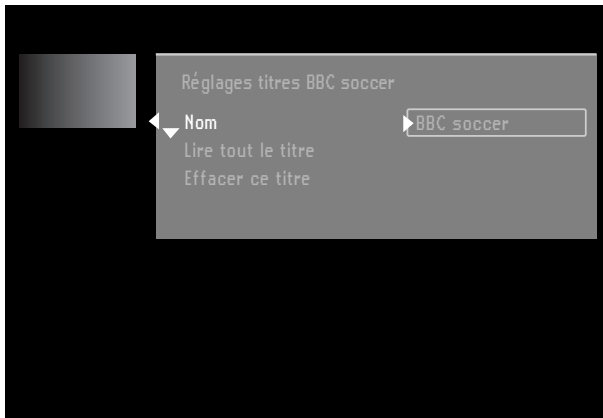 Réglages titres BBC soccer
Nom BBC soccer
Lire tout le titre
Effacer ce titre